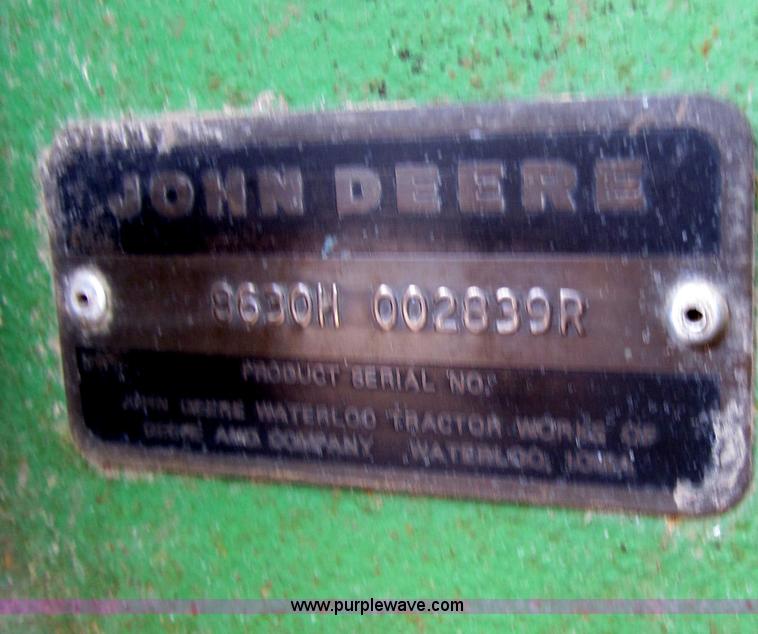 JOHN DEERE
8630H 002839R
PRODUCT SERIAL NO.
JOHN DEERE WATERLOO TRACTOR WORKS OF
DEERE AND COMPANY WATERLOO, IOWA
www.purplewave.com